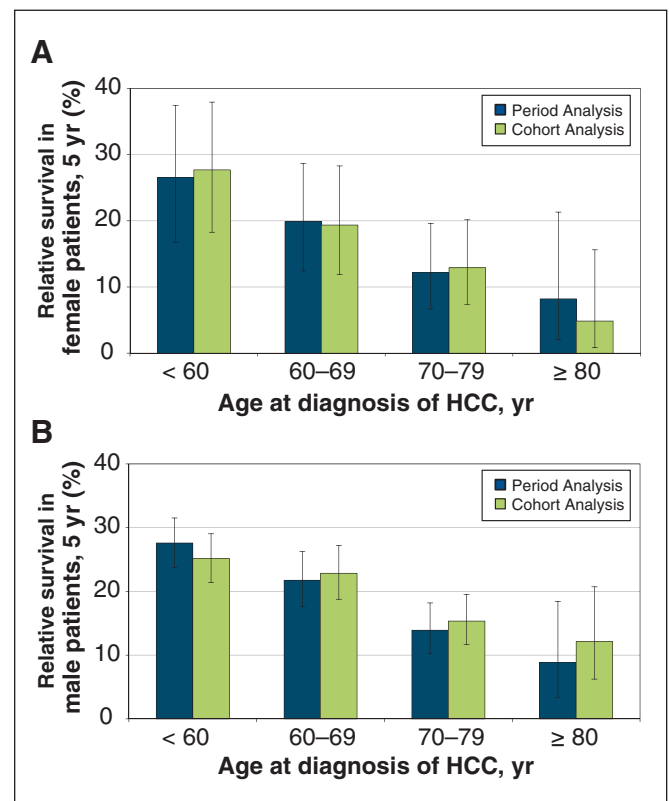 A
Relative survival in
female patients, 5 yr (%)
40
30
20
10
0
Period Analysis
Cohort Analysis
< 60 60–69 70–79 ≥ 80
Age at diagnosis of HCC, yr
B
Relative survival in
male patients, 5 yr (%)
40
30
20
10
0
Period Analysis
Cohort Analysis
< 60 60–69 70–79 ≥ 80
Age at diagnosis of HCC, yr